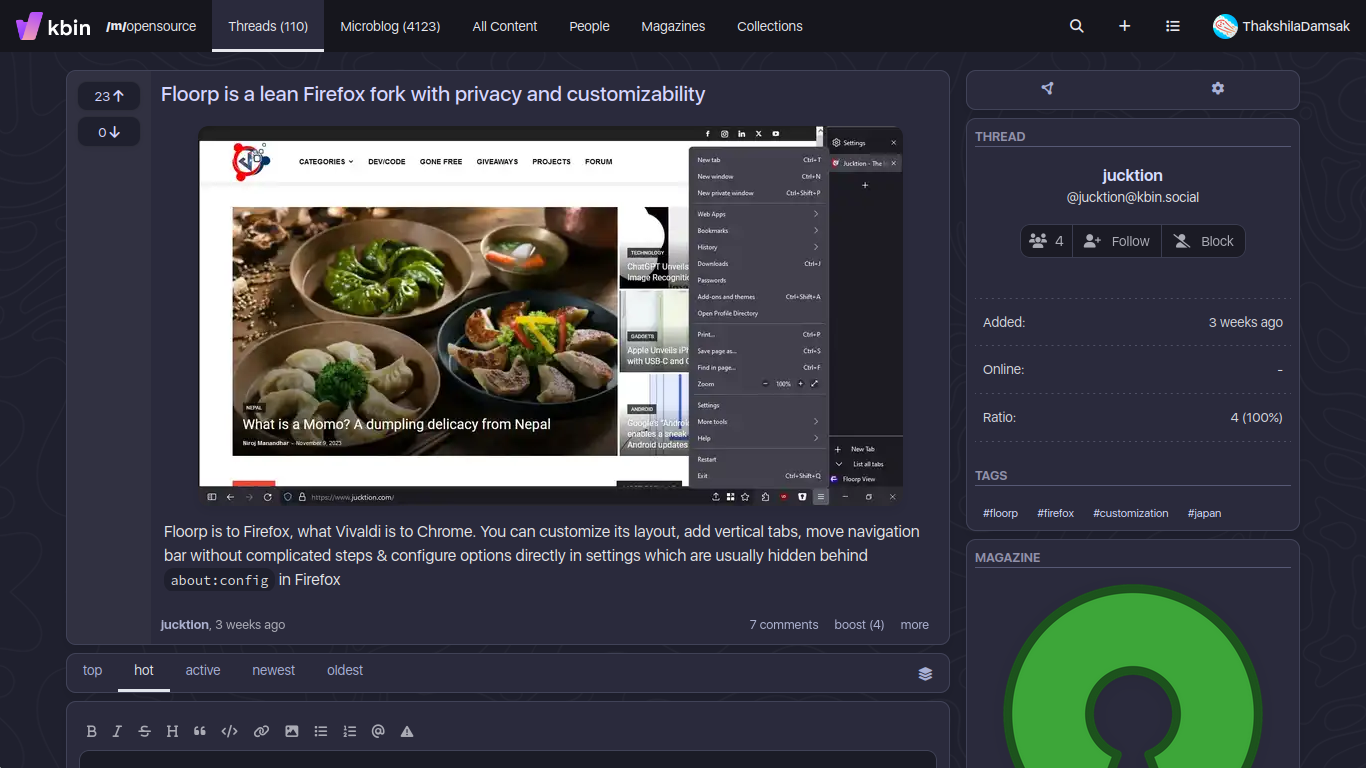 kbin /m/opensource Threads (110) Microblog (4123) All Content People Magazines Collections ThakshilaDamsak
23
0
Floorp is a lean Firefox fork with privacy and customizability
CATEGORIES DEV/CODE GONE FREE GIVEAWAYS PROJECTS FORUM
TECHNOLOGY
ChatGPT Unveils
Image Recogniti
GADGETS
Apple Unveils iP
with USB-C and
ANDROID
Google's "Andro
enables a sneak
Android updates
NEPAL
What is a Momo? A dumpling delicacy from Nepal
Niroj Manandhar - November 9, 2025
New tab Ctrl+T
New window Ctrl+N
New private window Ctrl+Shift+P
Web Apps
Bookmarks
History
Downloads Ctrl+J
Passwords
Add-ons and themes Ctrl+Shift+A
Open Profile Directory
Print... Ctrl+P
Save page as... Ctrl+S
Find in page... Ctrl+F
Zoom − 100% +
Settings
More tools
Help
Restart
Exit Ctrl+Shift+Q
Settings
Jucktion - The
New Tab
List all tabs
Floorp View
https://www.jucktion.com/
Floorp is to Firefox, what Vivaldi is to Chrome. You can customize its layout, add vertical tabs, move navigation
bar without complicated steps & configure options directly in settings which are usually hidden behind
about:config in Firefox
jucktion, 3 weeks ago 7 comments boost (4) more
top hot active newest oldest
B I S H @
THREAD
jucktion
@jucktion@kbin.social
4 Follow Block
Added: 3 weeks ago
Online: -
Ratio: 4 (100%)
TAGS
#floorp #firefox #customization #japan
MAGAZINE